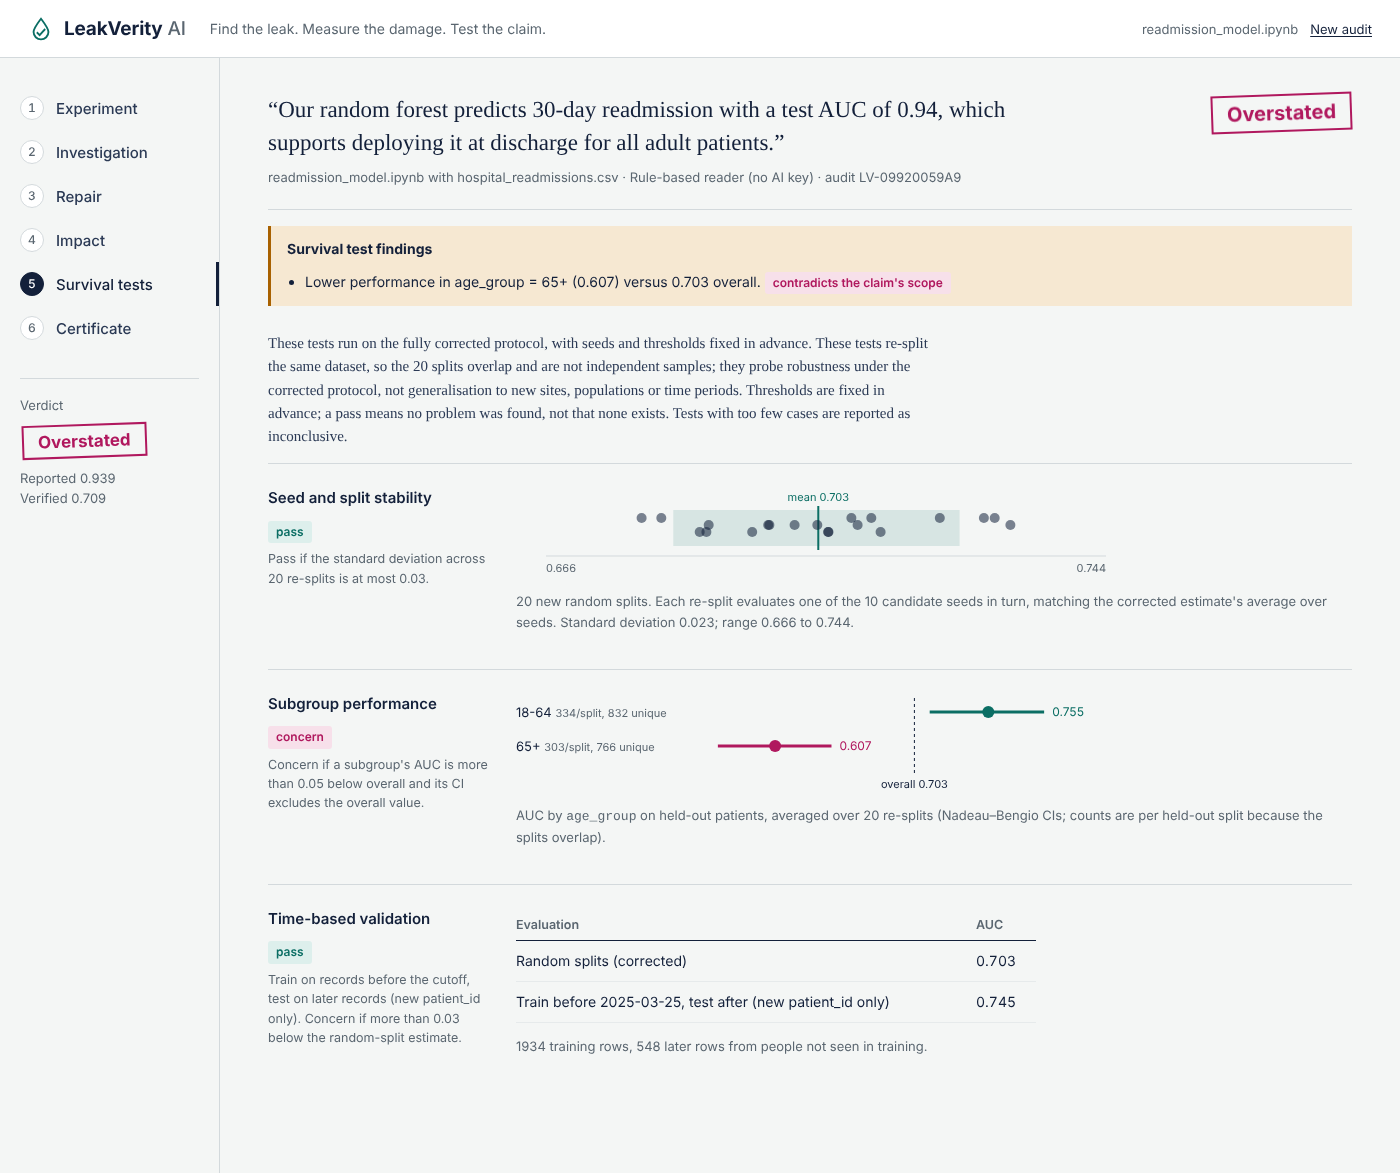 LeakVerity AI
Find the leak. Measure the damage. Test the claim.
readmission_model.ipynb
New audit
1 Experiment
2 Investigation
3 Repair
4 Impact
5 Survival tests
6 Certificate
Verdict
Overstated
Reported 0.939
Verified 0.709
“Our random forest predicts 30-day readmission with a test AUC of 0.94, which
supports deploying it at discharge for all adult patients.”
Overstated
readmission_model.ipynb with hospital_readmissions.csv · Rule-based reader (no AI key) · audit LV-09920059A9
Survival test findings
• Lower performance in age_group = 65+ (0.607) versus 0.703 overall. contradicts the claim's scope
These tests run on the fully corrected protocol, with seeds and thresholds fixed in advance. These tests re-split
the same dataset, so the 20 splits overlap and are not independent samples; they probe robustness under the
corrected protocol, not generalisation to new sites, populations or time periods. Thresholds are fixed in
advance; a pass means no problem was found, not that none exists. Tests with too few cases are reported as
inconclusive.
Seed and split stability
pass
Pass if the standard deviation across
20 re-splits is at most 0.03.
mean 0.703
0.666
0.744
20 new random splits. Each re-split evaluates one of the 10 candidate seeds in turn, matching the corrected estimate's average over
seeds. Standard deviation 0.023; range 0.666 to 0.744.
Subgroup performance
concern
Concern if a subgroup's AUC is more
than 0.05 below overall and its CI
excludes the overall value.
18-64 334/split, 832 unique
0.755
65+ 303/split, 766 unique
0.607
overall 0.703
AUC by age_group on held-out patients, averaged over 20 re-splits (Nadeau–Bengio CIs; counts are per held-out split because the
splits overlap).
Time-based validation
pass
Train on records before the cutoff,
test on later records (new patient_id
only). Concern if more than 0.03
below the random-split estimate.
Evaluation AUC
Random splits (corrected) 0.703
Train before 2025-03-25, test after (new patient_id only) 0.745
1934 training rows, 548 later rows from people not seen in training.